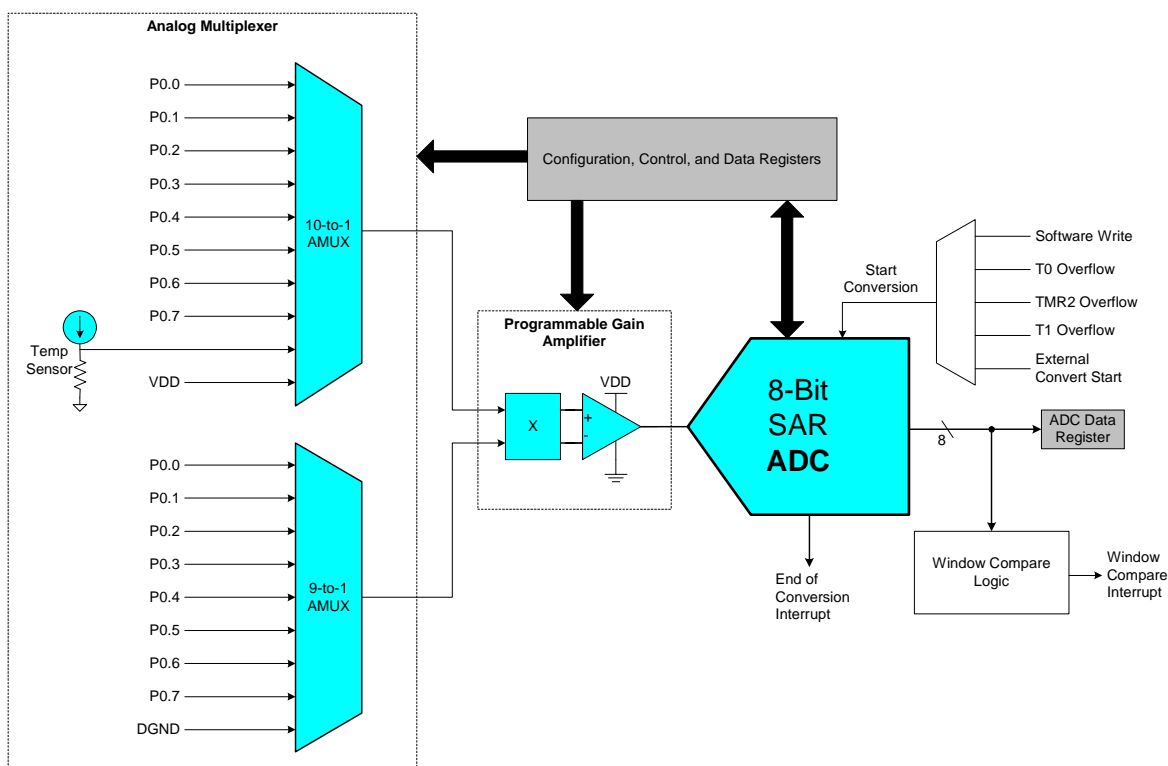 Analog Multiplexer
P0.0
P0.1
P0.2
P0.3
P0.4
P0.5
P0.6
P0.7
Temp
Sensor
VDD
10-to-1
AMUX
P0.0
P0.1
P0.2
P0.3
P0.4
P0.5
P0.6
P0.7
DGND
9-to-1
AMUX
Configuration, Control, and Data Registers
Programmable Gain
Amplifier
X
+
-
VDD
Start
Conversion
Software Write
T0 Overflow
TMR2 Overflow
T1 Overflow
External
Convert Start
8-Bit
SAR
ADC
8
ADC Data
Register
End of
Conversion
Interrupt
Window Compare
Logic
Window
Compare
Interrupt